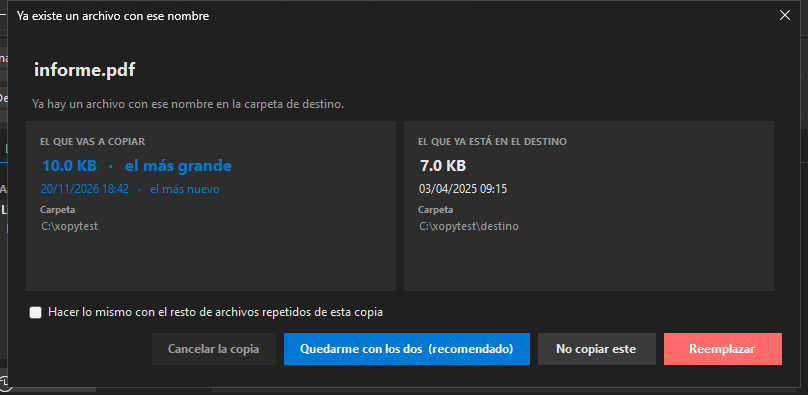 Ya existe un archivo con ese nombre
informe.pdf
Ya hay un archivo con ese nombre en la carpeta de destino.
EL QUE VAS A COPIAR
10.0 KB · el más grande
20/11/2026 18:42 · el más nuevo
Carpeta
C:\xopytest
EL QUE YA ESTÁ EN EL DESTINO
7.0 KB
03/04/2025 09:15
Carpeta
C:\xopytest\destino
Hacer lo mismo con el resto de archivos repetidos de esta copia
Cancelar la copia
Quedarme con los dos (recomendado)
No copiar este
Reemplazar